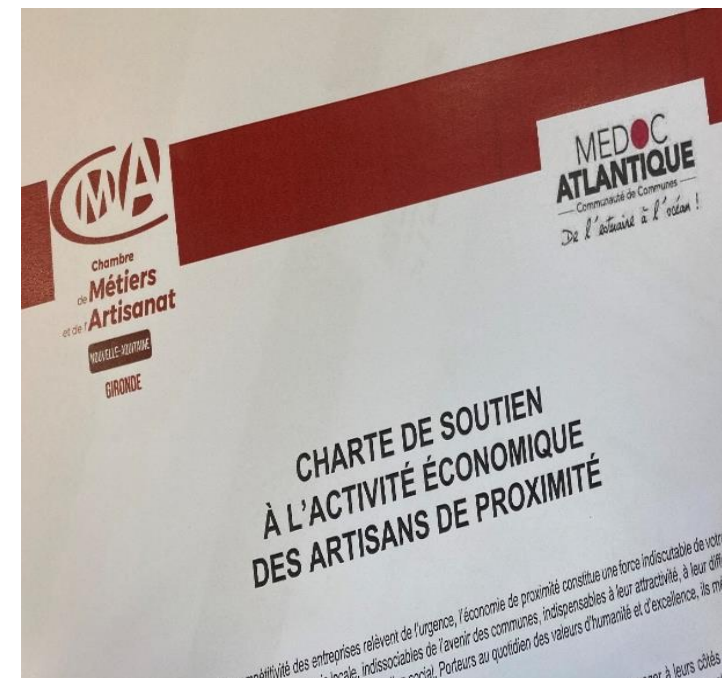 CMA
Chambre
de Métiers
et de l'Artisanat
NOUVELLE-AQUITAINE
GIRONDE
MEDOC
ATLANTIQUE
Communauté de Communes
De l'estuaire à l'océan !
CHARTE DE SOUTIEN
À L'ACTIVITÉ ÉCONOMIQUE
DES ARTISANS DE PROXIMITÉ
des entreprises relèvent de l'urgence, l'économie de proximité constitue une force indiscutable de
locale, indissociables de l'avenir des communes, indispensables à leur attractivité, à leur
social. Porteurs au quotidien des valeurs d'humanité et d'excellence, ils
à leurs côtés